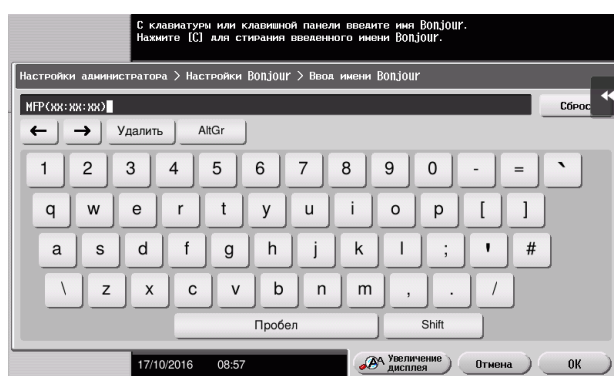 С клавиатуры или клавишной панели введите имя Bonjour.
Нажмите [C] для стирания введенного имени Bonjour.
Настройки администратора > Настройки Bonjour > Ввод имени Bonjour
MFP(xx:xx:xx)
Сброс
← → Удалить AltGr
1 2 3 4 5 6 7 8 9 0 - = `
q w e r t y u i o p [ ]
a s d f g h j k l ; ' #
\ z x c v b n m , . /
Пробел Shift
17/10/2016 08:57
Увеличение
дисплея
Отмена
OK